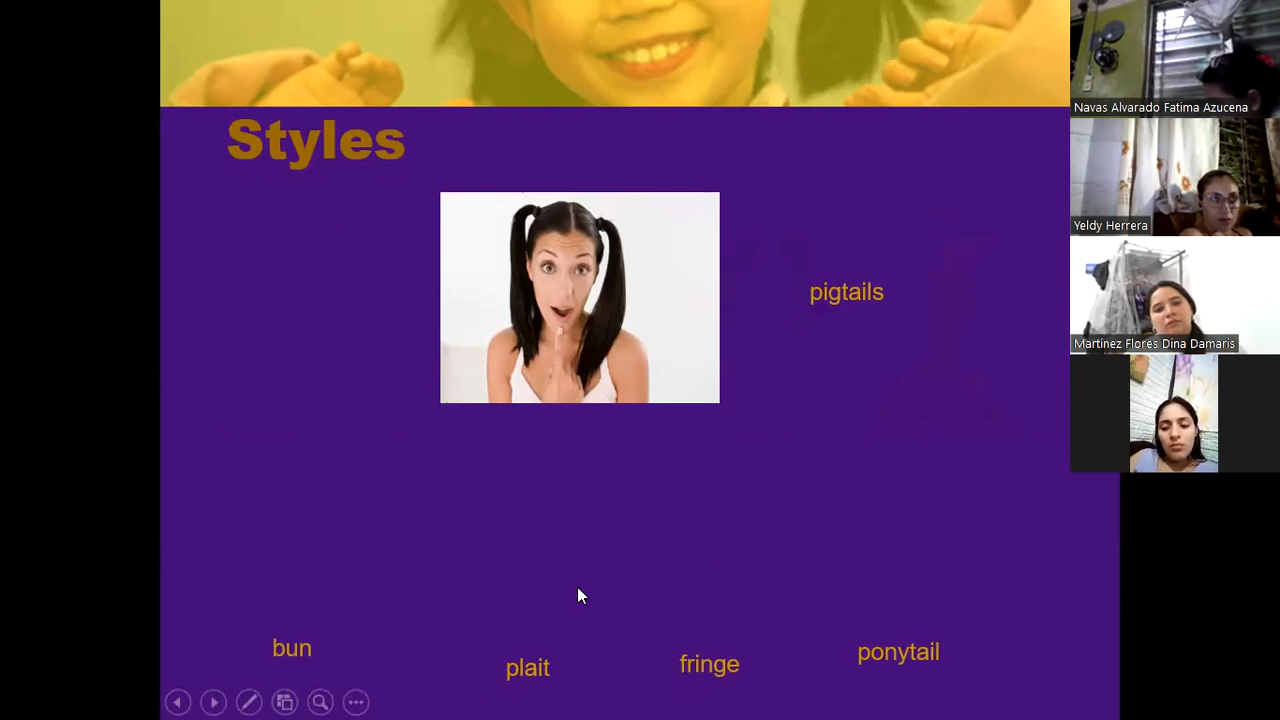 Styles
pigtails
bun
plait
fringe
ponytail
Navas Alvarado Fatima Azucena
Yeldy Herrera
Martinez Flores Dina Damaris